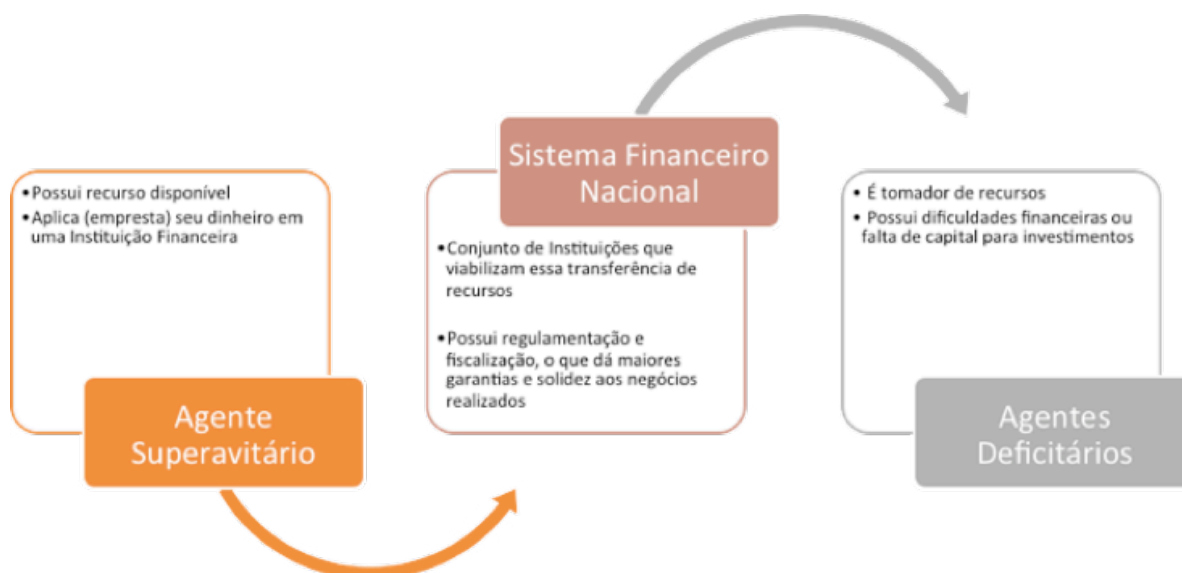 • Possui recurso disponível
• Aplica (empresta) seu dinheiro em
uma Instituição Financeira
Agente
Superavitário
Sistema Financeiro
Nacional
• Conjunto de Instituições que
viabilizam essa transferência de
recursos
• Possui regulamentação e
fiscalização, o que dá maiores
garantias e solidez aos negócios
realizados
• É tomador de recursos
• Possui dificuldades financeiras ou
falta de capital para investimentos
Agentes
Deficitários